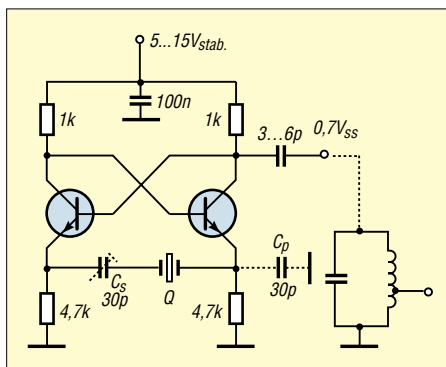 5...15V stab.
100n
1k
1k
3...6p
0,7V ss
C s
30p
Q
C p
30p
4,7k
4,7k